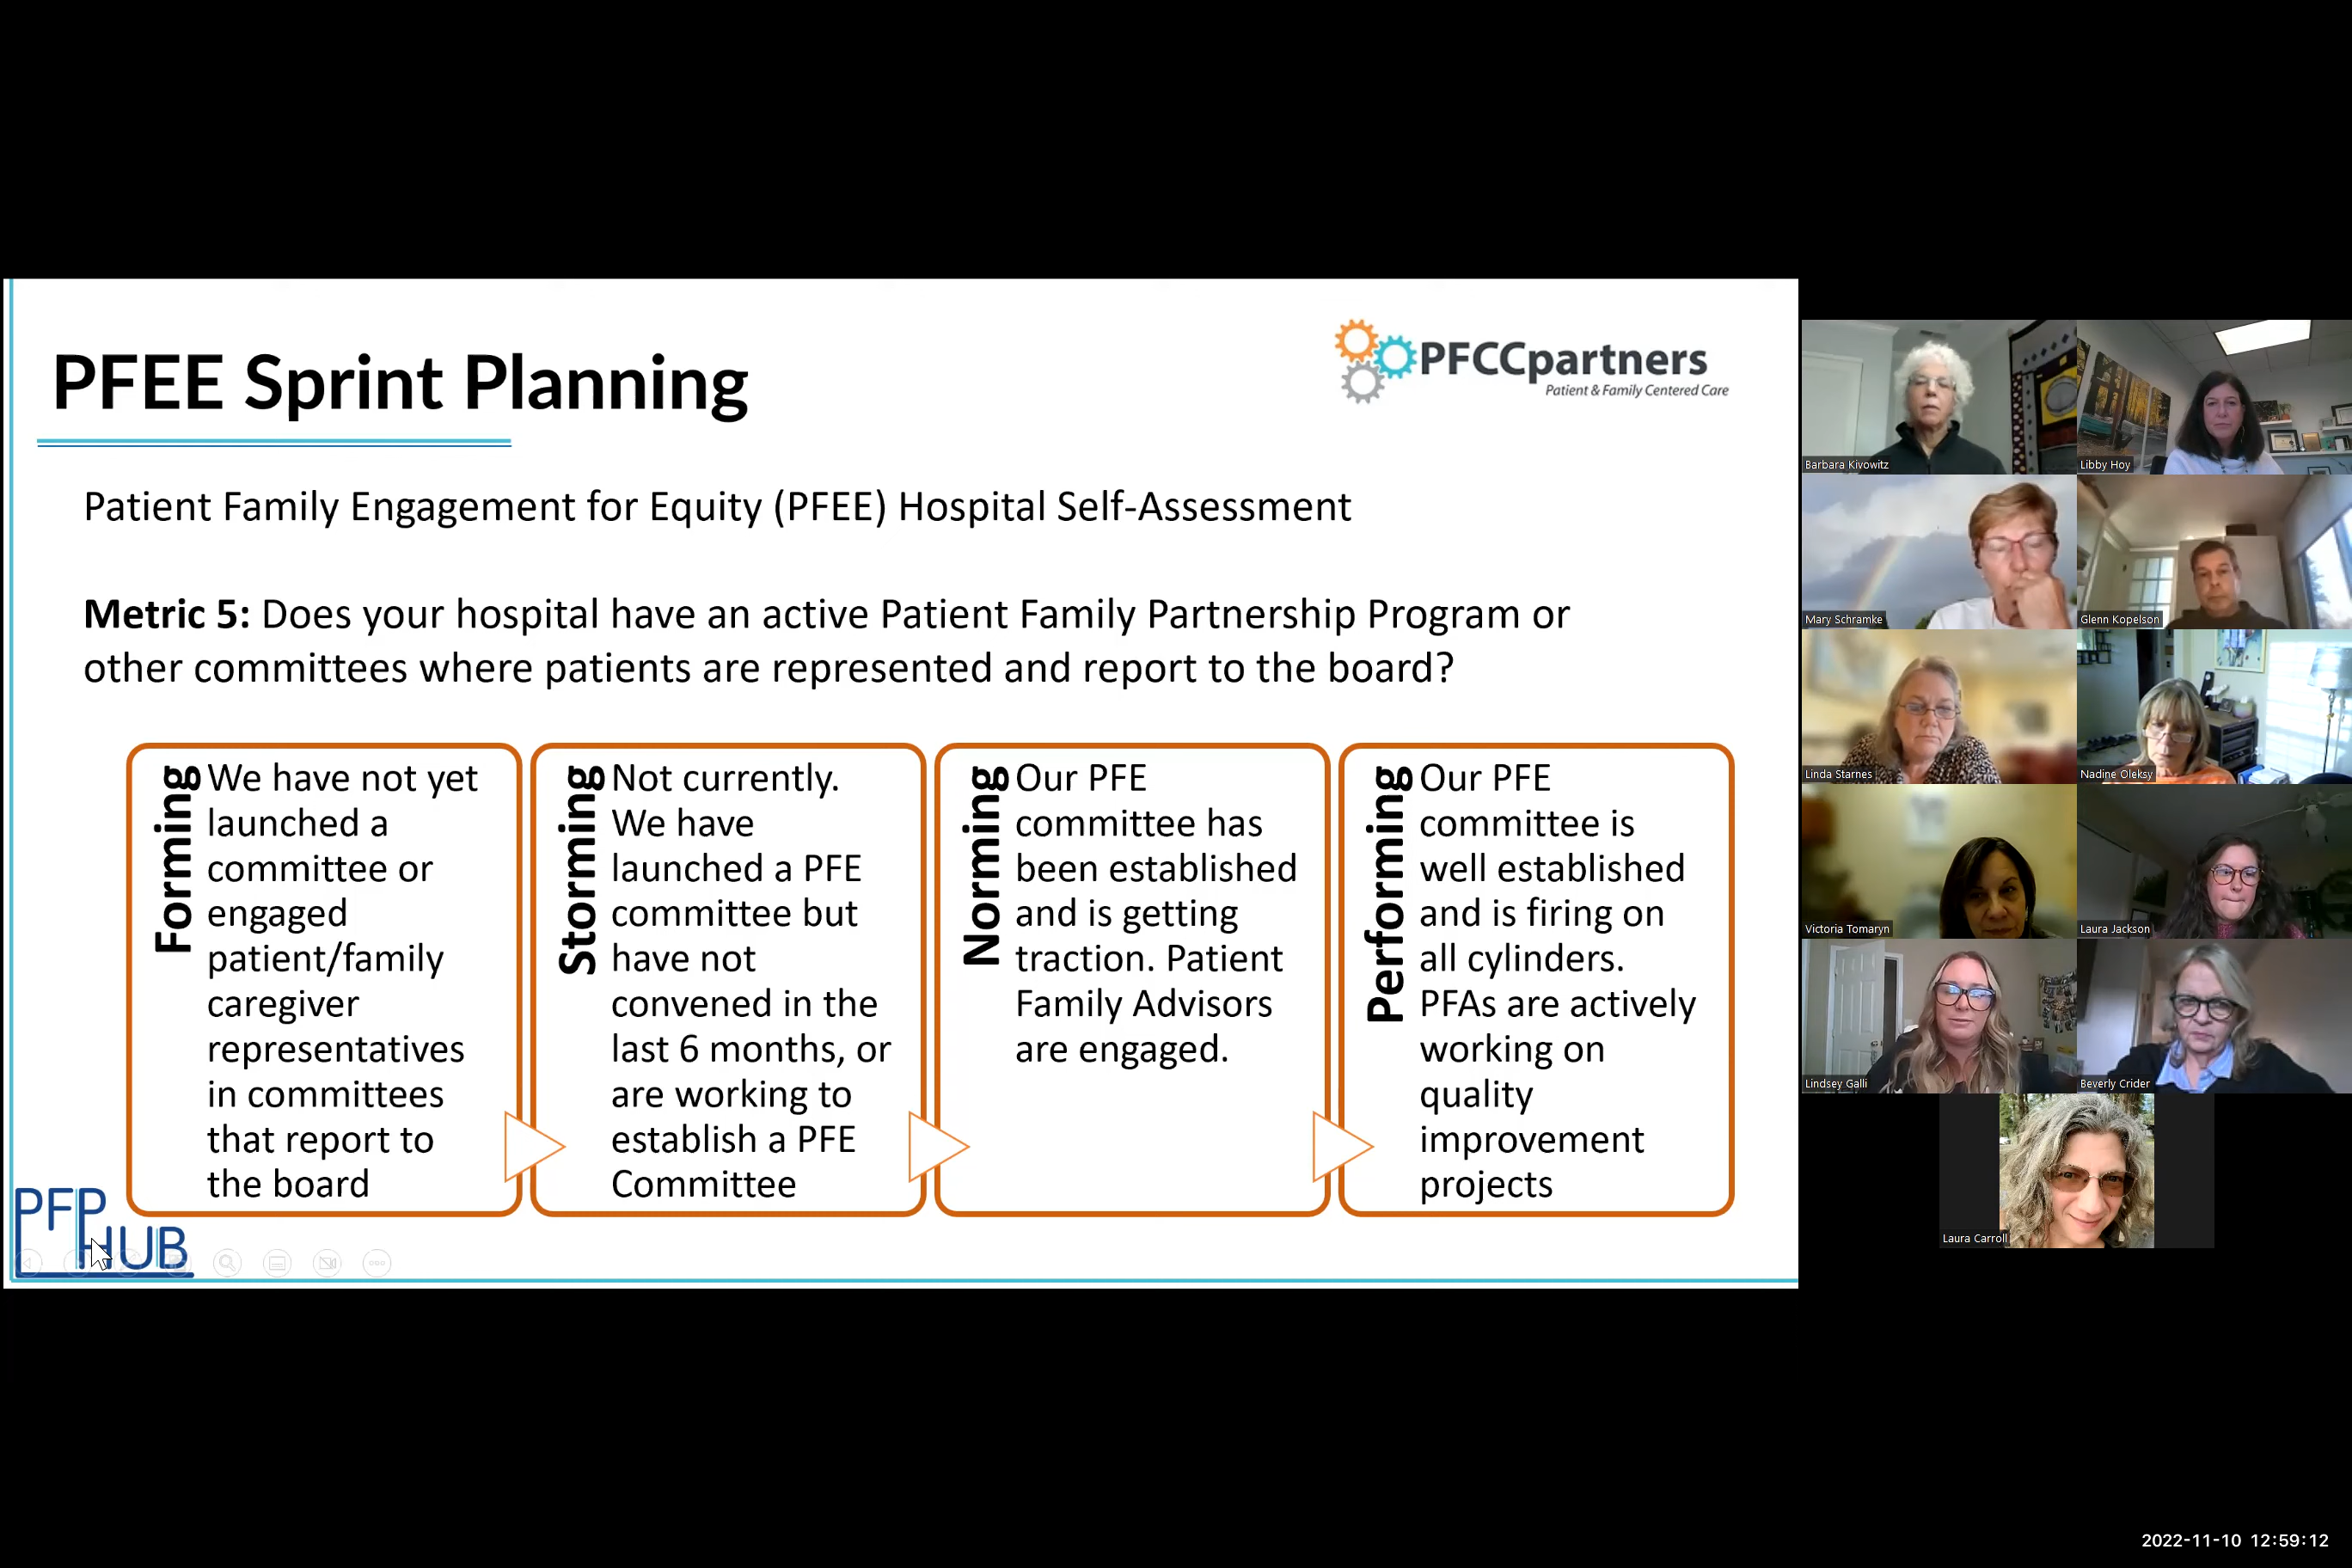 PFEE Sprint Planning
PFCCpartners
Patient & Family Centered Care
Patient Family Engagement for Equity (PFEE) Hospital Self-Assessment
Metric 5: Does your hospital have an active Patient Family Partnership Program or
other committees where patients are represented and report to the board?
Forming
We have not yet
launched a
committee or
engaged
patient/family
caregiver
representatives
in committees
that report to
the board
Storming
Not currently.
We have
launched a PFE
committee but
have not
convened in the
last 6 months, or
are working to
establish a PFE
Committee
Norming
Our PFE
committee has
been established
and is getting
traction. Patient
Family Advisors
are engaged.
Performing
Our PFE
committee is
well established
and is firing on
all cylinders.
PFAs are actively
working on
quality
improvement
projects
PFP
HUB
Barbara Kivowitz
Libby Hoy
Mary Schramke
Glenn Kopelson
Linda Starnes
Nadine Oleksy
Victoria Tomaryn
Laura Jackson
Lindsey Galli
Beverly Crider
Laura Carroll
2022-11-10 12:59:12